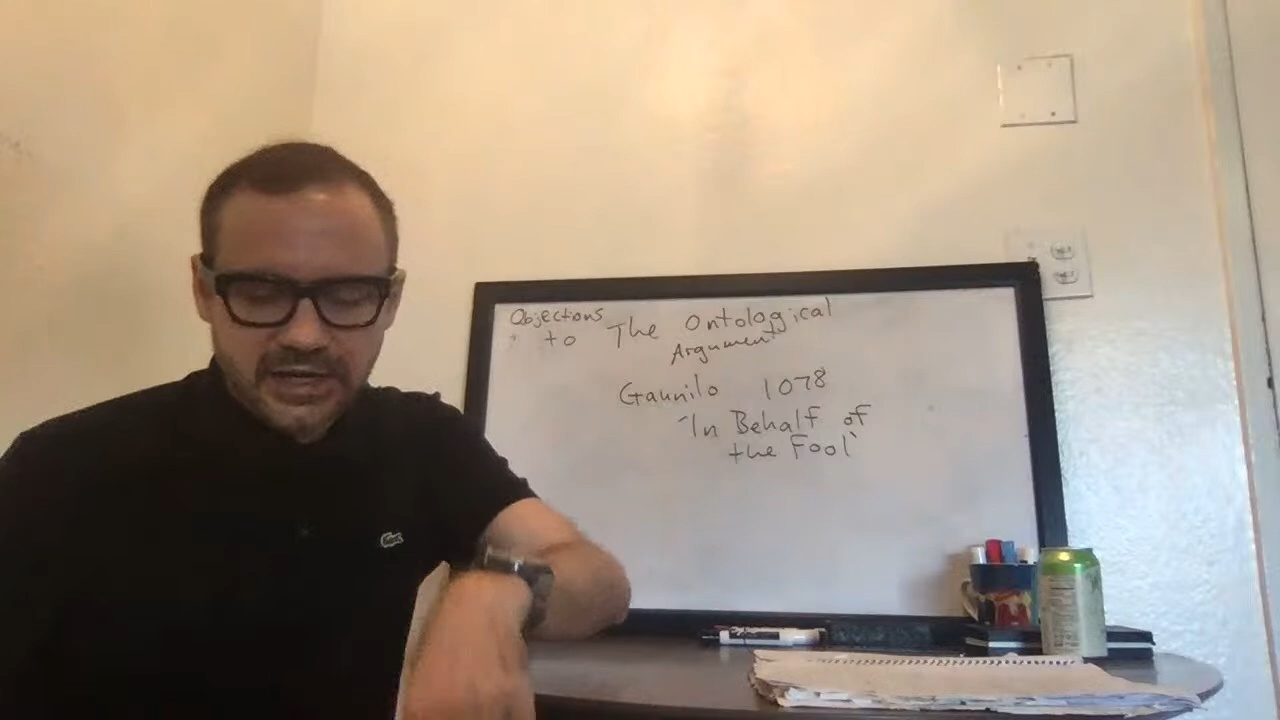 Objections
to The Ontological
Argument
Gaunilo 1078
'In Behalf of
the Fool'